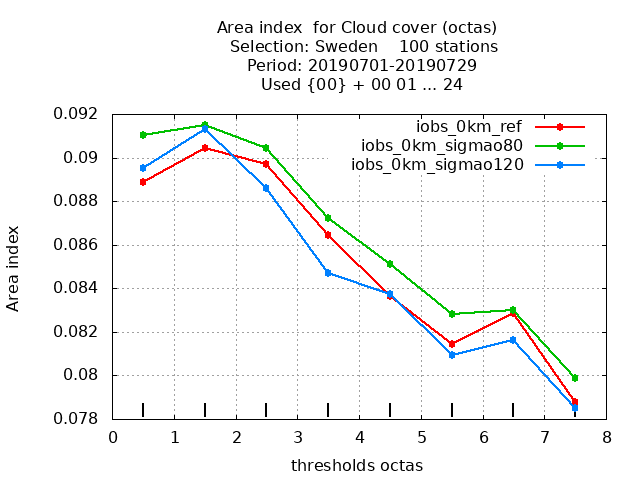 Area index  for Cloud cover (octas)
Selection: Sweden    100 stations
Period: 20190701-20190729
Used {00} + 00 01 ... 24
iobs_0km_ref
iobs_0km_sigmao80
iobs_0km_sigmao120
Area index
0.092
0.09
0.088
0.086
0.084
0.082
0.08
0.078
0 1 2 3 4 5 6 7 8
thresholds octas